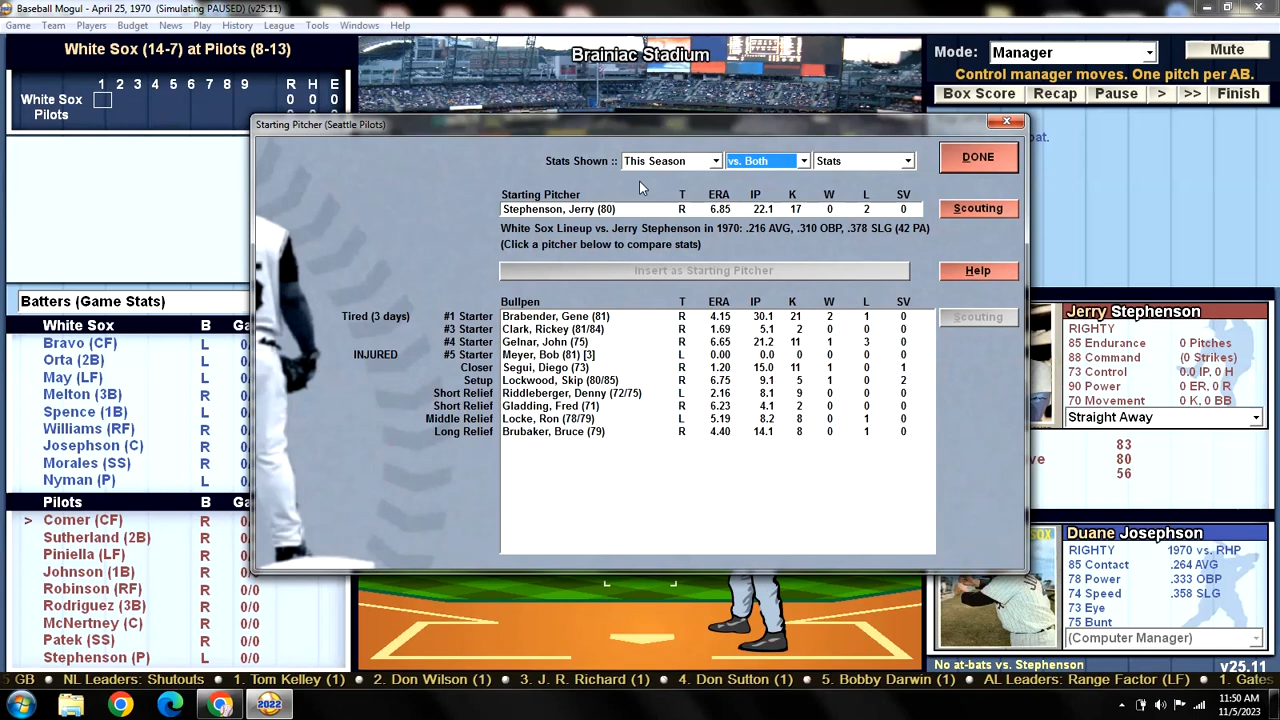 Baseball Mogul - April 25, 1970 (Simulating PAUSED) (v25.11)
Game Team Players Budget News Play History League Tools Windows Help
White Sox (14-7) at Pilots (8-13)
1 2 3 4 5 6 7 8 9 R H E
White Sox 0 0 0
Pilots 0 0 0
Brainiac Stadium
Mode: Manager Mute
Control manager moves. One pitch per AB.
Box Score Recap Pause > >> Finish
Starting Pitcher (Seattle Pilots)
Stats Shown :: This Season vs. Both Stats DONE
Starting Pitcher T ERA IP K W L SV
Stephenson, Jerry (80) R 6.85 22.1 17 0 2 0 Scouting
White Sox Lineup vs. Jerry Stephenson in 1970: .216 AVG, .310 OBP, .378 SLG (42 PA)
(Click a pitcher below to compare stats)
Insert as Starting Pitcher Help
Bullpen T ERA IP K W L SV
Tired (3 days) #1 Starter Brabender, Gene (81) R 4.15 30.1 21 2 1 0 Scouting
#3 Starter Clark, Rickey (81/84) R 1.69 5.1 2 0 0 0
#4 Starter Gelnar, John (75) R 6.65 21.2 11 1 3 0
INJURED #5 Starter Meyer, Bob (81) [3] L 0.00 0.0 0 0 0 0
Closer Segui, Diego (73) R 1.20 15.0 11 1 0 1
Setup Lockwood, Skip (80/85) R 6.75 9.1 5 1 0 2
Short Relief Riddleberger, Denny (72/75) L 2.16 8.1 9 0 0 0
Short Relief Gladding, Fred (71) R 6.23 4.1 2 0 0 0
Middle Relief Locke, Ron (78/79) L 5.19 8.2 8 0 1 0
Long Relief Brubaker, Bruce (79) R 4.40 14.1 8 0 1 0
Batters (Game Stats)
White Sox B
Bravo (CF) L
Orta (2B) L
May (LF) L
Melton (3B) R
Spence (1B) L
Williams (RF) R
Josephson (C) R
Morales (SS) R
Nyman (P) L
Pilots B
> Comer (CF) R 0/0
Sutherland (2B) R 0/0
Piniella (LF) R 0/0
Johnson (1B) R 0/0
Robinson (RF) R 0/0
Rodriguez (3B) R 0/0
McNertney (C) R 0/0
Patek (SS) R 0/0
Stephenson (P) L 0/0
Jerry Stephenson
RIGHTY
85 Endurance 0 Pitches
88 Command (0 Strikes)
73 Control 0.0 IP, 0 H
90 Power 0 ER, 0 R
70 Movement 0 K, 0 BB
Straight Away
83
80
56
Duane Josephson
RIGHTY 1970 vs. RHP
85 Contact .264 AVG
78 Power .333 OBP
74 Speed .358 SLG
73 Eye
75 Bunt
(Computer Manager)
No at-bats vs. Stephenson v25.11
5 GB NL Leaders: Shutouts 1. Tom Kelley (1) 2. Don Wilson (1) 3. J. R. Richard (1) 4. Don Sutton (1) 5. Bobby Darwin (1) AL Leaders: Range Factor (LF) 1. Gates
2022
11:50 AM
11/5/2023